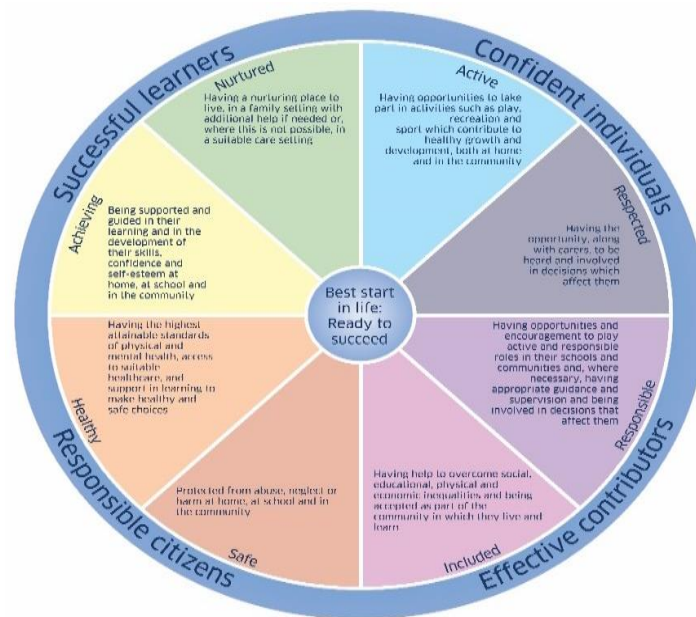 Successful learners
Confident individuals
Nurtured
Having a nurturing place to
live, in a family setting with
additional help if needed or,
where this is not possible, in
a suitable care setting
Active
Having opportunities to take
part in activities such as play,
recreation and
sport which contribute to
healthy growth and
development, both at home
and in the community
Achieving
Being supported and
guided in their
learning and in the
development of
their skills,
confidence and
self-esteem at
home, at school and
in the community
Respected
Having the
opportunity, along
with carers, to be
heard and involved
in decisions which
affect them
Best start
in life:
Ready to
succeed
Healthy
Having the highest
attainable standards
of physical and
mental health, access
to suitable
healthcare, and
support in learning to
make healthy and
safe choices
Responsible
Having opportunities and
encouragement to play
active and responsible
roles in their schools and
communities and, where
necessary, having
appropriate guidance and
supervision and being
involved in decisions that
affect them
Protected from abuse, neglect or
harm at home, at school and in
the community
Safe
Having help to overcome social,
educational, physical and
economic inequalities and being
accepted as part of the
community in which they live and
learn
Included
Responsible citizens
Effective contributors